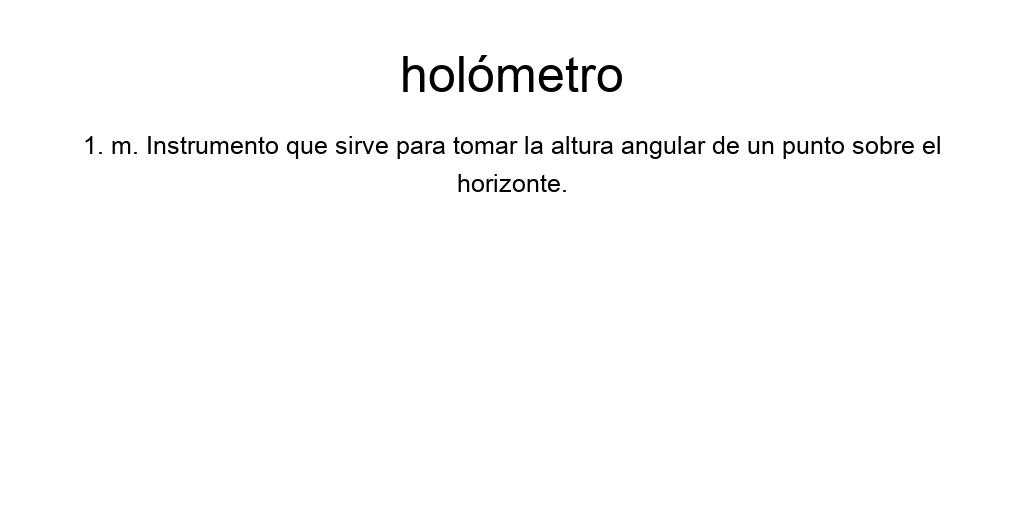 holómetro
1. m. Instrumento que sirve para tomar la altura angular de un punto sobre el
horizonte.